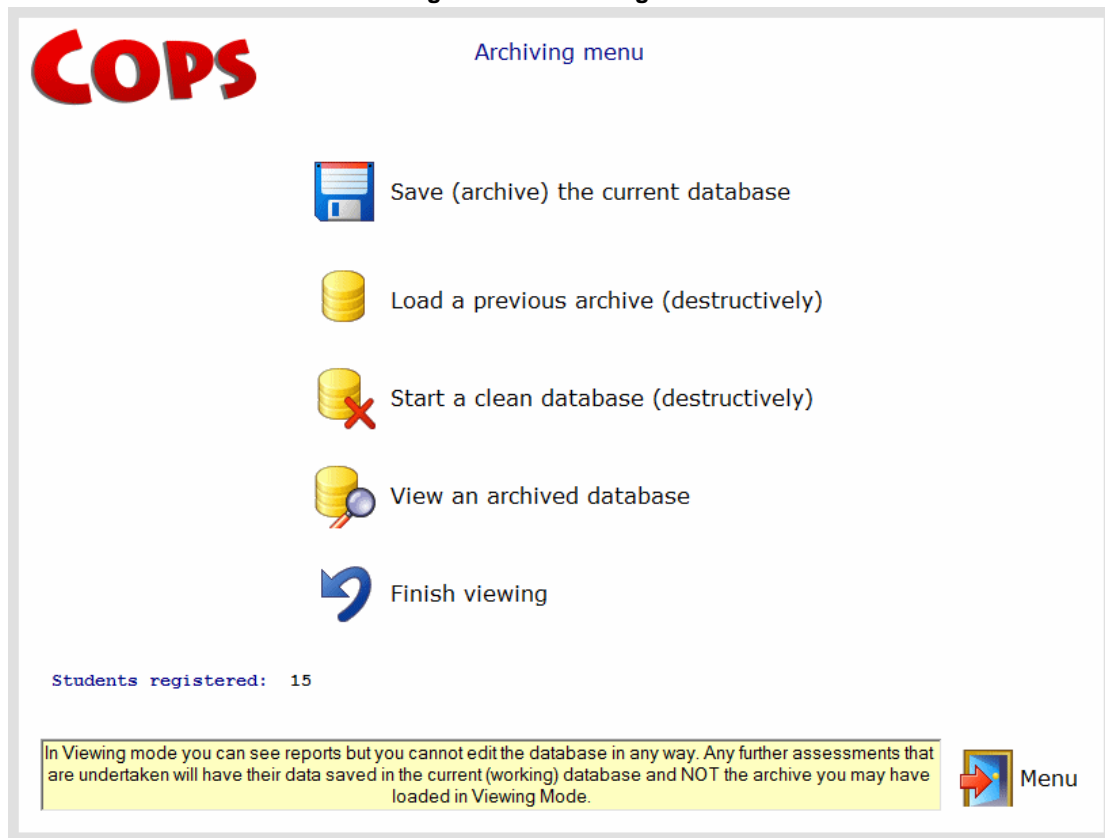 COPS
Archiving menu
Save (archive) the current database
Load a previous archive (destructively)
Start a clean database (destructively)
View an archived database
Finish viewing
Students registered: 15
In Viewing mode you can see reports but you cannot edit the database in any way. Any further assessments that
are undertaken will have their data saved in the current (working) database and NOT the archive you may have
loaded in Viewing Mode.
Menu